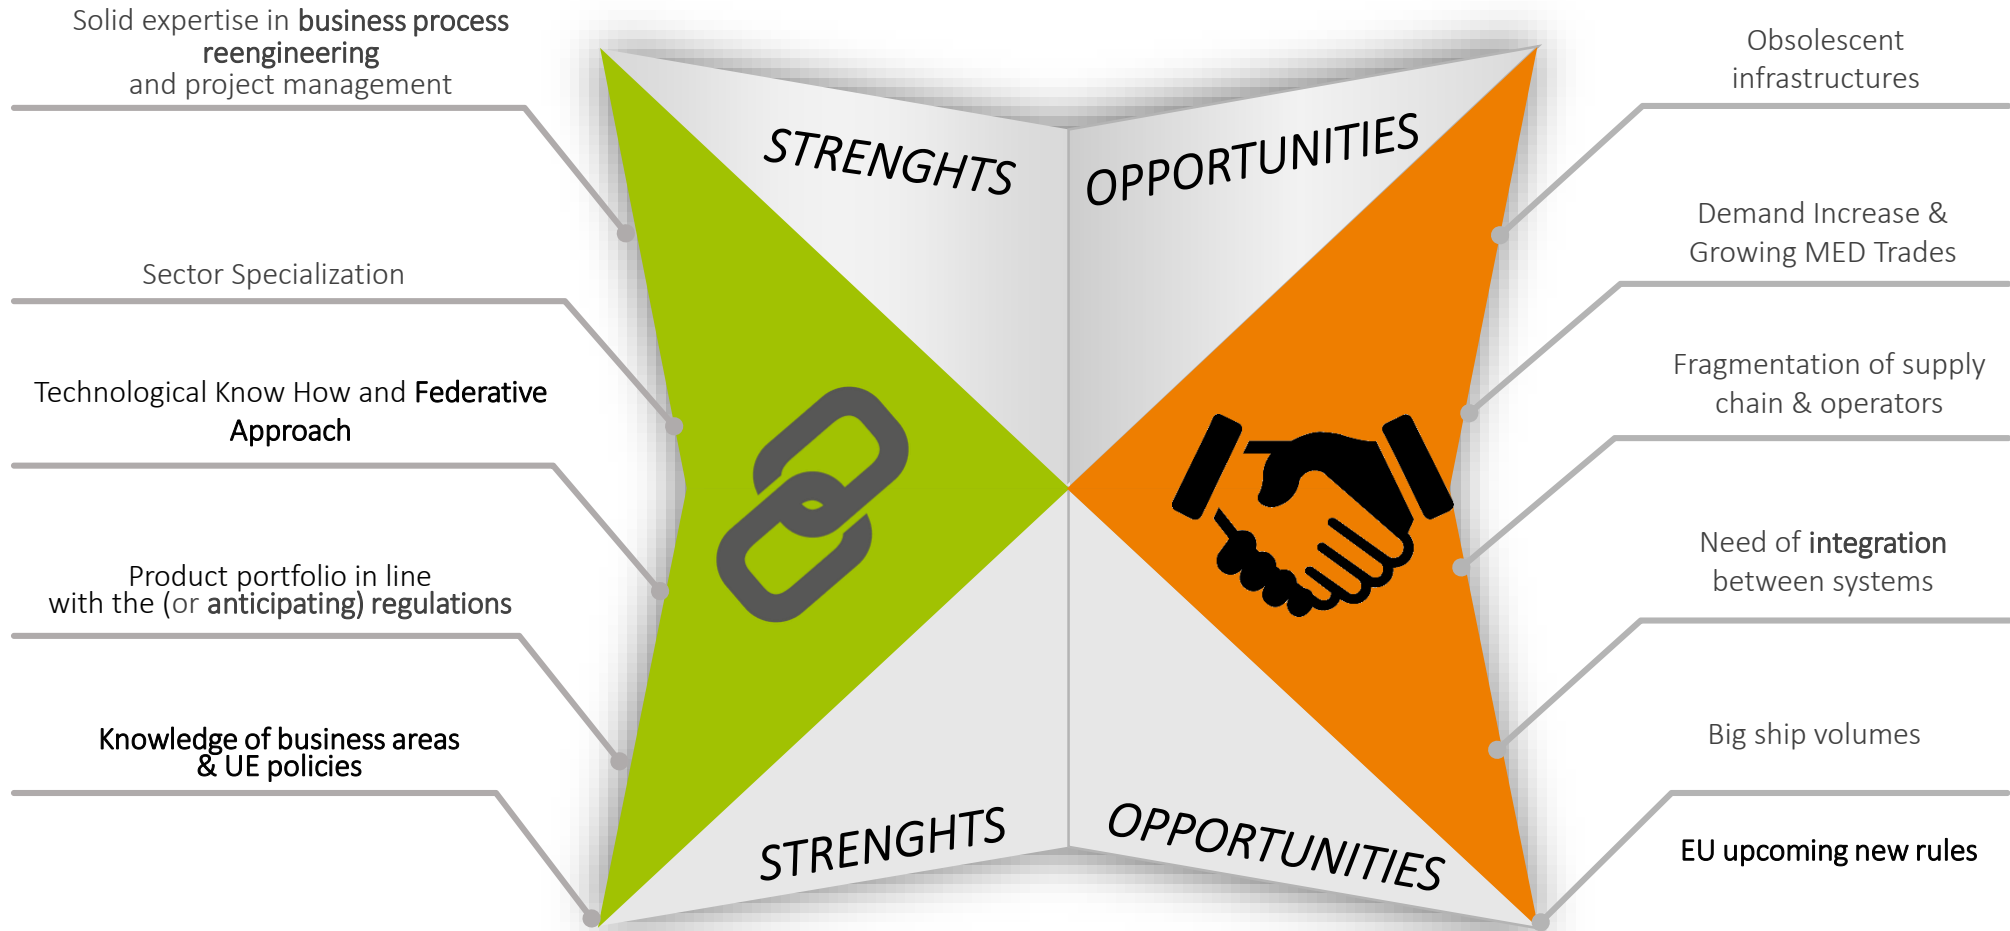 Solid expertise in business process
reengineering
and project management
Sector Specialization
Technological Know How and Federative
Approach
Product portfolio in line
with the (or anticipating) regulations
Knowledge of business areas
& UE policies
STRENGHTS
OPPORTUNITIES
STRENGHTS
OPPORTUNITIES
Obsolescent
infrastructures
Demand Increase &
Growing MED Trades
Fragmentation of supply
chain & operators
Need of integration
between systems
Big ship volumes
EU upcoming new rules